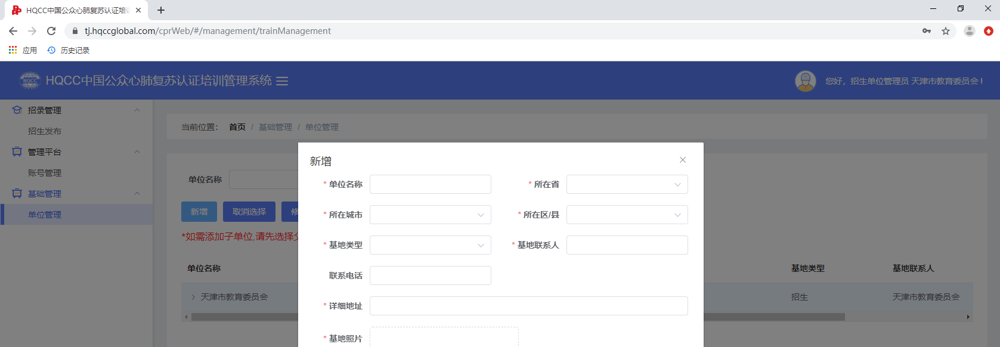 HQCC中国公众心肺复苏认证培训
tj.hqccglobal.com/cprWeb/#/management/trainManagement
应用 历史记录
HQCC HQCC中国公众心肺复苏认证培训管理系统 您好，招生单位管理员 天津市教育委员会！
招录管理
招生发布
管理平台
账号管理
基础管理
单位管理
当前位置： 首页 / 基础管理 / 单位管理
单位名称
新增 取消选择
*如需添加子单位,请先选择
单位名称 基地类型 基地联系人
天津市教育委员会 招生 天津市教育委员会
新增
* 单位名称 * 所在省
* 所在城市 * 所在区/县
* 基地类型 * 基地联系人
联系电话
* 详细地址
* 基地照片